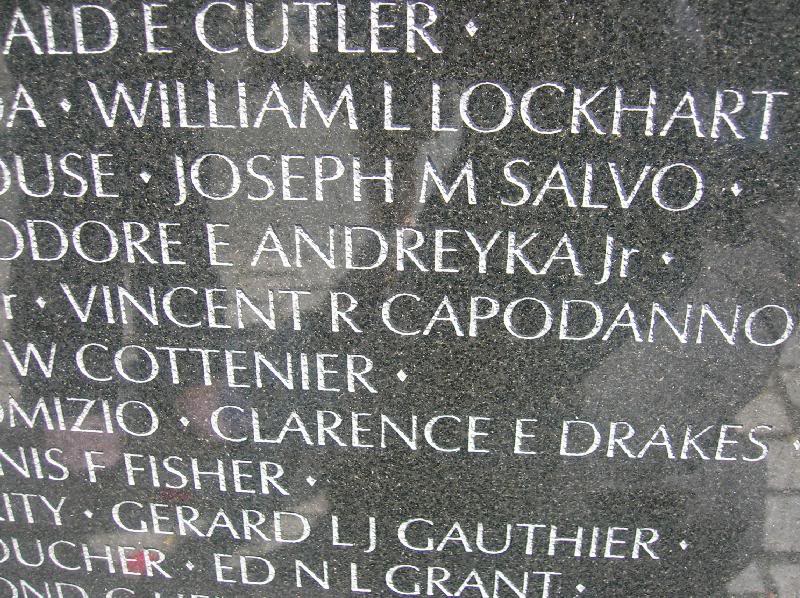 ALD E CUTLER ⬩
DA ⬩ WILLIAM L LOCKHART
OUSE ⬩ JOSEPH M SALVO ⬩
ODORE E ANDREYKA Jr ⬩
r ⬩ VINCENT R CAPODANNO
W COTTENIER ⬩
OMIZIO ⬩ CLARENCE E DRAKES ⬩
NIS F FISHER ⬩
ITY ⬩ GERARD L J GAUTHIER ⬩
OUCHER ⬩ ED N L GRANT ⬩
OND G